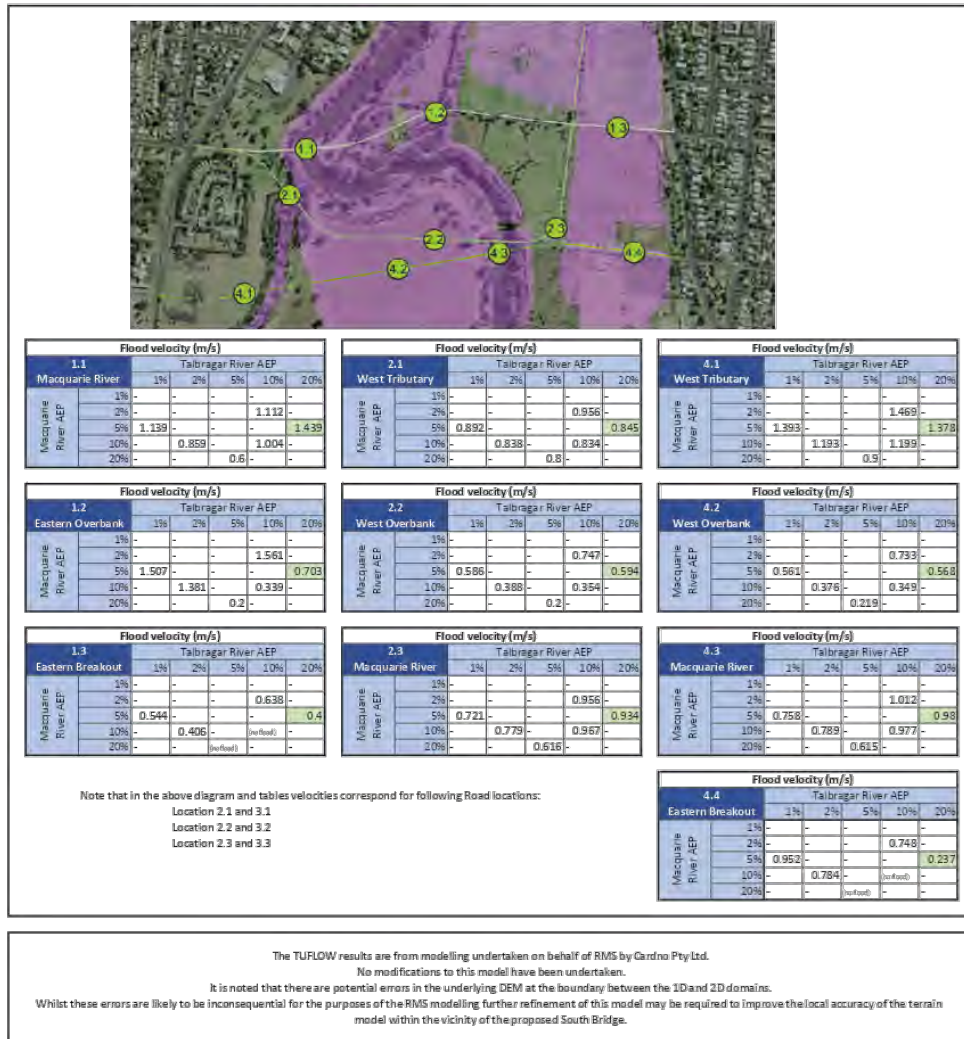 1.1
1.2
1.3
2.1
2.2
2.3
4.1
4.2
4.3
4.4
Flood velocity (m/s)
1.1 Talbragar River AEP
Macquarie River 1% 2% 5% 10% 20%
Macquarie River AEP
1% - - - - -
2% - - - 1.112 -
5% 1.139 - - - 1.439
10% - 0.859 - 1.004 -
20% - - 0.6 - -
Flood velocity (m/s)
2.1 Talbragar River AEP
West Tributary 1% 2% 5% 10% 20%
Macquarie River AEP
1% - - - - -
2% - - - 0.956 -
5% 0.892 - - - 0.845
10% - 0.838 - 0.834 -
20% - - 0.8 - -
Flood velocity (m/s)
4.1 Talbragar River AEP
West Tributary 1% 2% 5% 10% 20%
Macquarie River AEP
1% - - - - -
2% - - - 1.469 -
5% 1.393 - - - 1.378
10% - 1.193 - 1.199 -
20% - - 0.9 - -
Flood velocity (m/s)
1.2 Talbragar River AEP
Eastern Overbank 1% 2% 5% 10% 20%
Macquarie River AEP
1% - - - - -
2% - - - 1.561 -
5% 1.507 - - - 0.703
10% - 1.381 - 0.339 -
20% - - 0.2 - -
Flood velocity (m/s)
2.2 Talbragar River AEP
West Overbank 1% 2% 5% 10% 20%
Macquarie River AEP
1% - - - - -
2% - - - 0.747 -
5% 0.586 - - - 0.594
10% - 0.388 - 0.354 -
20% - - 0.2 - -
Flood velocity (m/s)
4.2 Talbragar River AEP
West Overbank 1% 2% 5% 10% 20%
Macquarie River AEP
1% - - - - -
2% - - - 0.733 -
5% 0.561 - - - 0.568
10% - 0.376 - 0.349 -
20% - - 0.219 - -
Flood velocity (m/s)
1.3 Talbragar River AEP
Eastern Breakout 1% 2% 5% 10% 20%
Macquarie River AEP
1% - - - - -
2% - - - 0.638 -
5% 0.544 - - - 0.4
10% - 0.406 - (no flood) -
20% - - (no flood) - -
Flood velocity (m/s)
2.3 Talbragar River AEP
Macquarie River 1% 2% 5% 10% 20%
Macquarie River AEP
1% - - - - -
2% - - - 0.956 -
5% 0.721 - - - 0.934
10% - 0.779 - 0.967 -
20% - - 0.616 - -
Flood velocity (m/s)
4.3 Talbragar River AEP
Macquarie River 1% 2% 5% 10% 20%
Macquarie River AEP
1% - - - - -
2% - - - 1.012 -
5% 0.758 - - - 0.98
10% - 0.789 - 0.977 -
20% - - 0.615 - -
Note that in the above diagram and tables velocities correspond for following Road locations:
Location 2.1 and 3.1
Location 2.2 and 3.2
Location 2.3 and 3.3
Flood velocity (m/s)
4.4 Talbragar River AEP
Eastern Breakout 1% 2% 5% 10% 20%
Macquarie River AEP
1% - - - - -
2% - - - 0.748 -
5% 0.952 - - - 0.237
10% - 0.784 - (no flood) -
20% - - (no flood) - -
The TUFLOW results are from modelling undertaken on behalf of RMS by Cardno Pty Ltd.
No modifications to this model have been undertaken.
It is noted that there are potential errors in the underlying DEM at the boundary between the 1D and 2D domains.
Whilst these errors are likely to be inconsequential for the purposes of the RMS modelling further refinement of this model may be required to improve the local accuracy of the terrain
model within the vicinity of the proposed South Bridge.